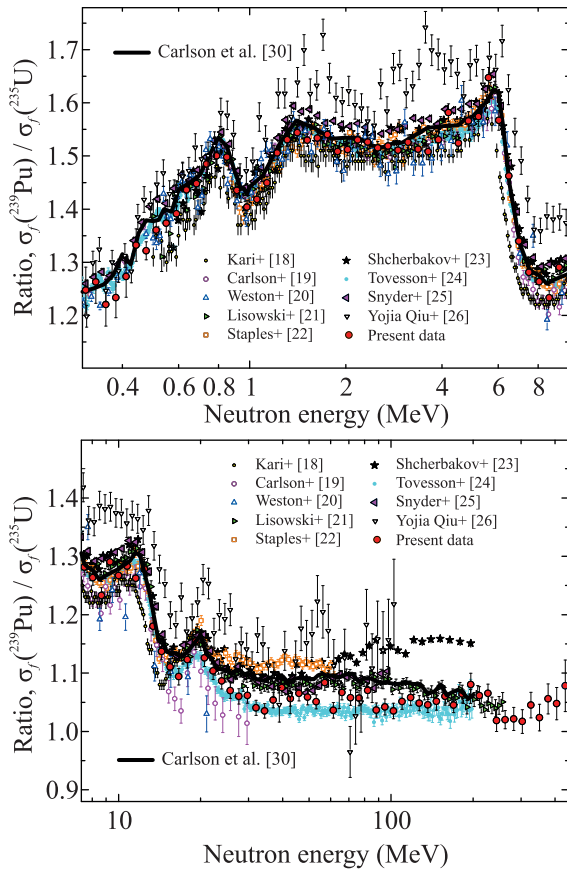 1.7
1.6
1.5
1.4
1.3
1.2
Ratio, σf(239Pu) / σf(235U)
Carlson et al. [30]
Kari+ [18]
Carlson+ [19]
Weston+ [20]
Lisowski+ [21]
Staples+ [22]
Shcherbakov+ [23]
Tovesson+ [24]
Snyder+ [25]
Yojia Qiu+ [26]
Present data
0.4 0.6 0.8 1 2 4 6 8
Neutron energy (MeV)
1.4
1.3
1.2
1.1
1.0
0.9
Ratio, σf(239Pu) / σf(235U)
Kari+ [18]
Carlson+ [19]
Weston+ [20]
Lisowski+ [21]
Staples+ [22]
Shcherbakov+ [23]
Tovesson+ [24]
Snyder+ [25]
Yojia Qiu+ [26]
Present data
Carlson et al. [30]
10 100
Neutron energy (MeV)